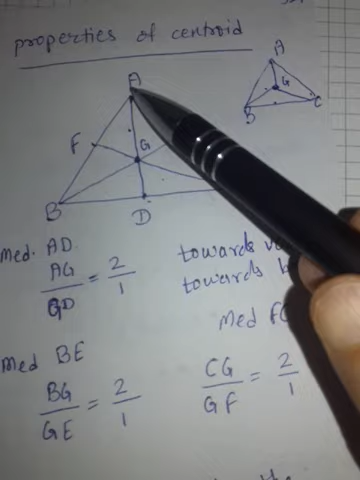 properties of centroid
A
G
B
C
A
F
G
B
D
Med. AD
AG
GD
= 2
1
towards
towards
Med
Med BE
BG
GE
= 2
1
CG
GF
= 2
1